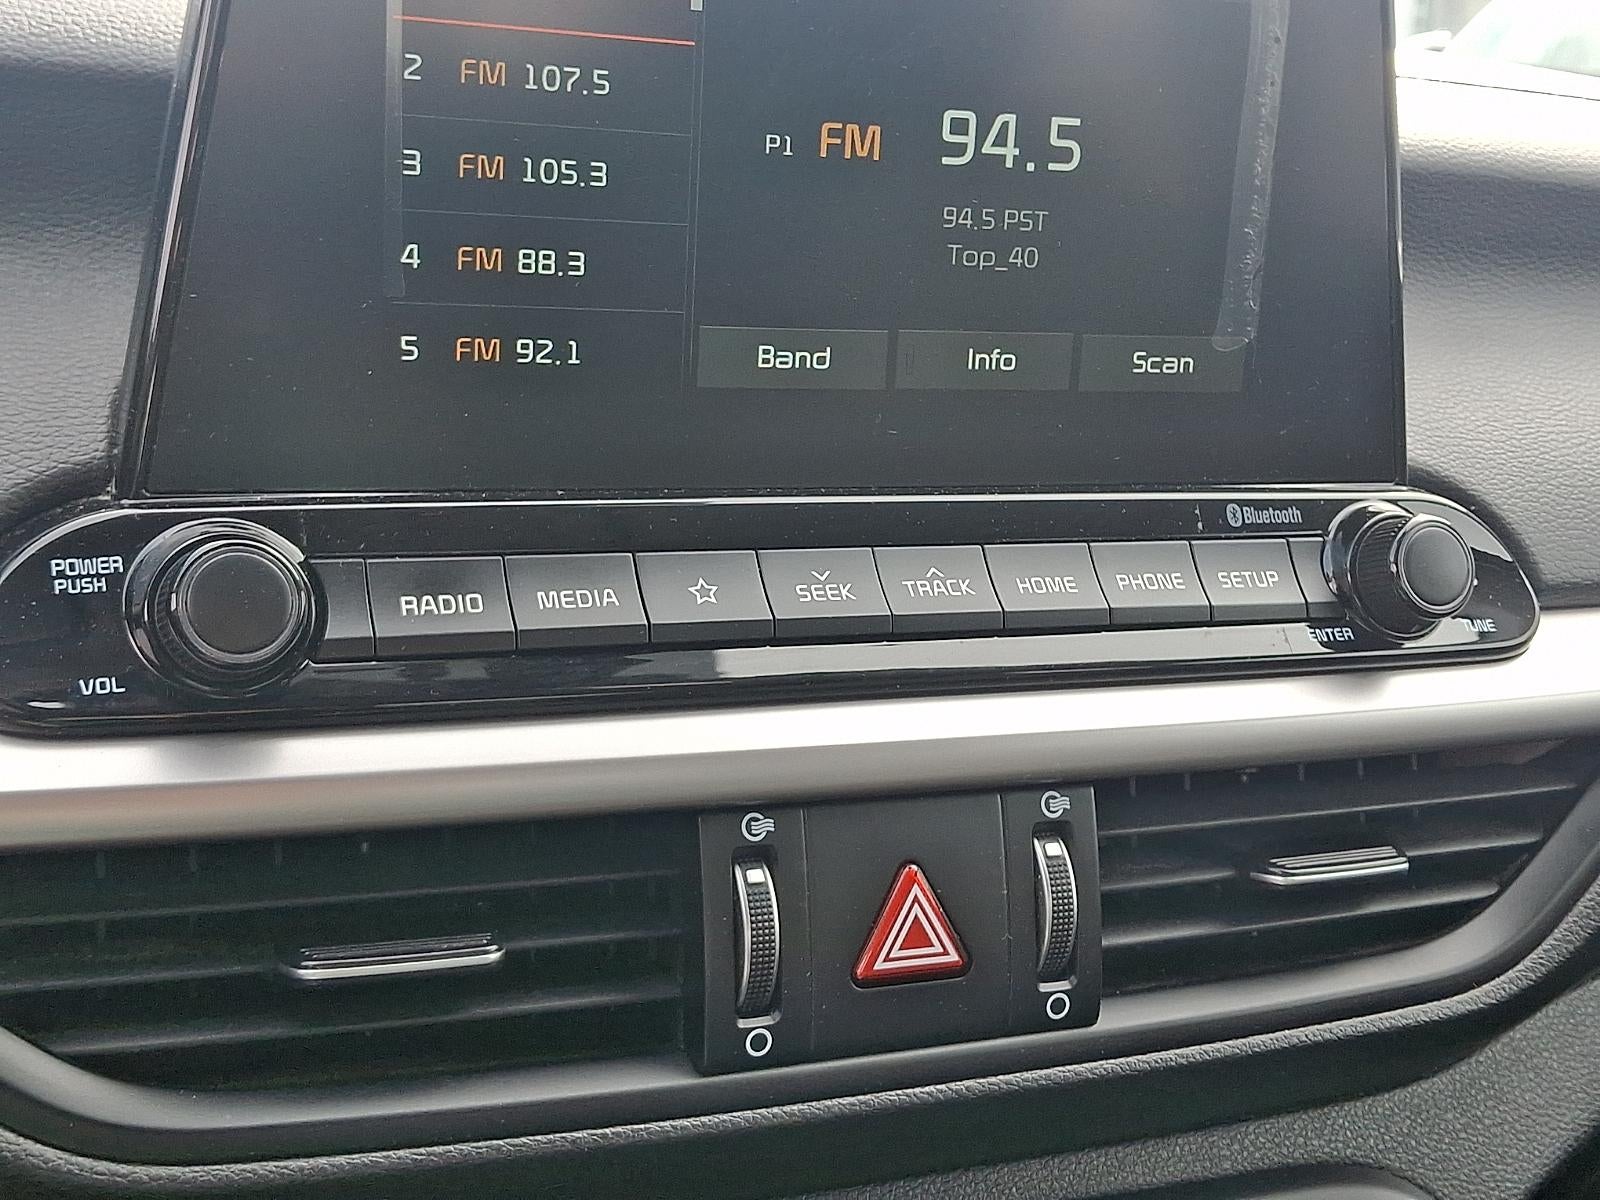 2 FM 107.5
3 FM 105.3
4 FM 88.3
5 FM 92.1
P1 FM 94.5
94.5 PST
Top_40
Band Info Scan
Bluetooth
POWER
PUSH
RADIO MEDIA SEEK TRACK HOME PHONE SETUP
ENTER TUNE
VOL